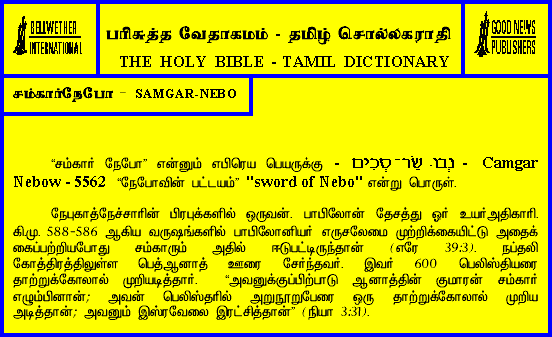 BELLWETHER
INTERNATIONAL
பரிசுத்த வேதாகமம் - தமிழ் சொல்லகராதி
THE HOLY BIBLE - TAMIL DICTIONARY
GOOD NEWS
PUBLISHERS
சம்கார்நேபோ - SAMGAR-NEBO
“சம்கார் நேபோ” என்னும் எபிரெய பெயருக்கு - נְבוּ שַׂר־סְכִים - Camgar
Nebow - 5562 “நேபோவின் பட்டயம்” "sword of Nebo" என்று பொருள்.
நேபுகாத்நேச்சாரின் பிரபுக்களில் ஒருவன். பாபிலோன் தேசத்து ஓர் உயர்அதிகாரி.
கி.மு. 588-586 ஆகிய வருஷங்களில் பாபிலோனியர் எருசலேமை முற்றிக்கையிட்டு அதைக்
கைப்பற்றியபோது சம்காரும் அதில் ஈடுபட்டிருந்தான் (எரே 39:3). நப்தலி
கோத்திரத்திலுள்ள பெத்ஆனாத் ஊரை சேர்ந்தவர். இவர் 600 பெலிஸ்தியரை
தாற்றுக்கோலால் முறியடித்தார். “அவனுக்குப்பிற்பாடு ஆனாத்தின் குமாரன் சம்கார்
எழும்பினான்; அவன் பெலிஸ்தரில் அறுநூறுபேரை ஒரு தாற்றுக்கோலால் முறிய
அடித்தான்; அவனும் இஸ்ரவேலை இரட்சித்தான்” (நியா 3:31).